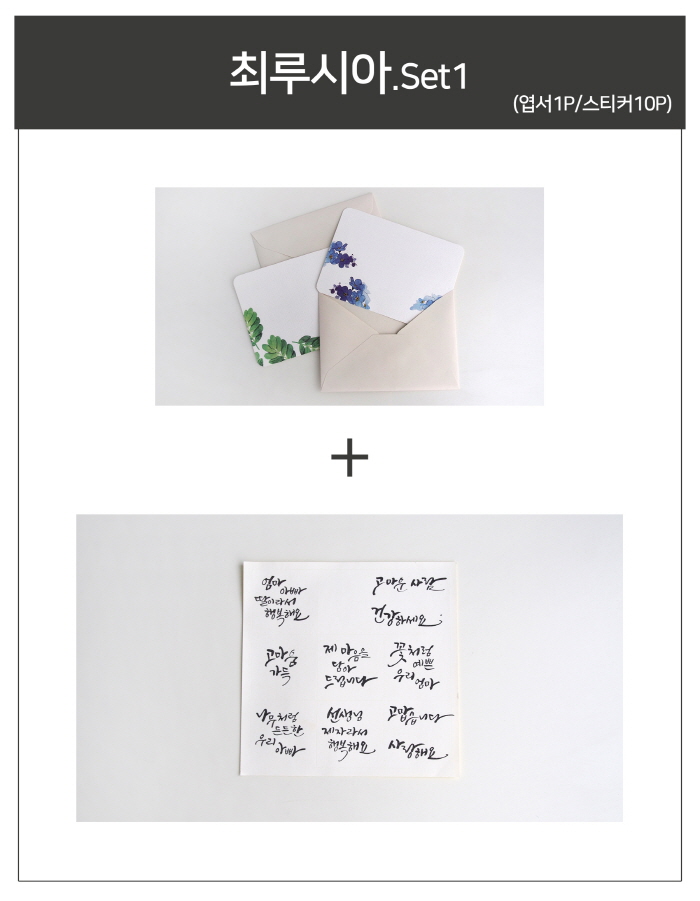 최루시아.Set1
(엽서1P/스티커10P)
+
엄마
아빠
딸이라서
행복해요
고마운 사람
건강하세요
고마움
가득
제 마음을
담아
드립니다
꽃처럼
예쁜
우리 엄마
나무처럼
든든한
우리
아빠
선생님
제자라서
행복해요
고맙습니다
사랑해요